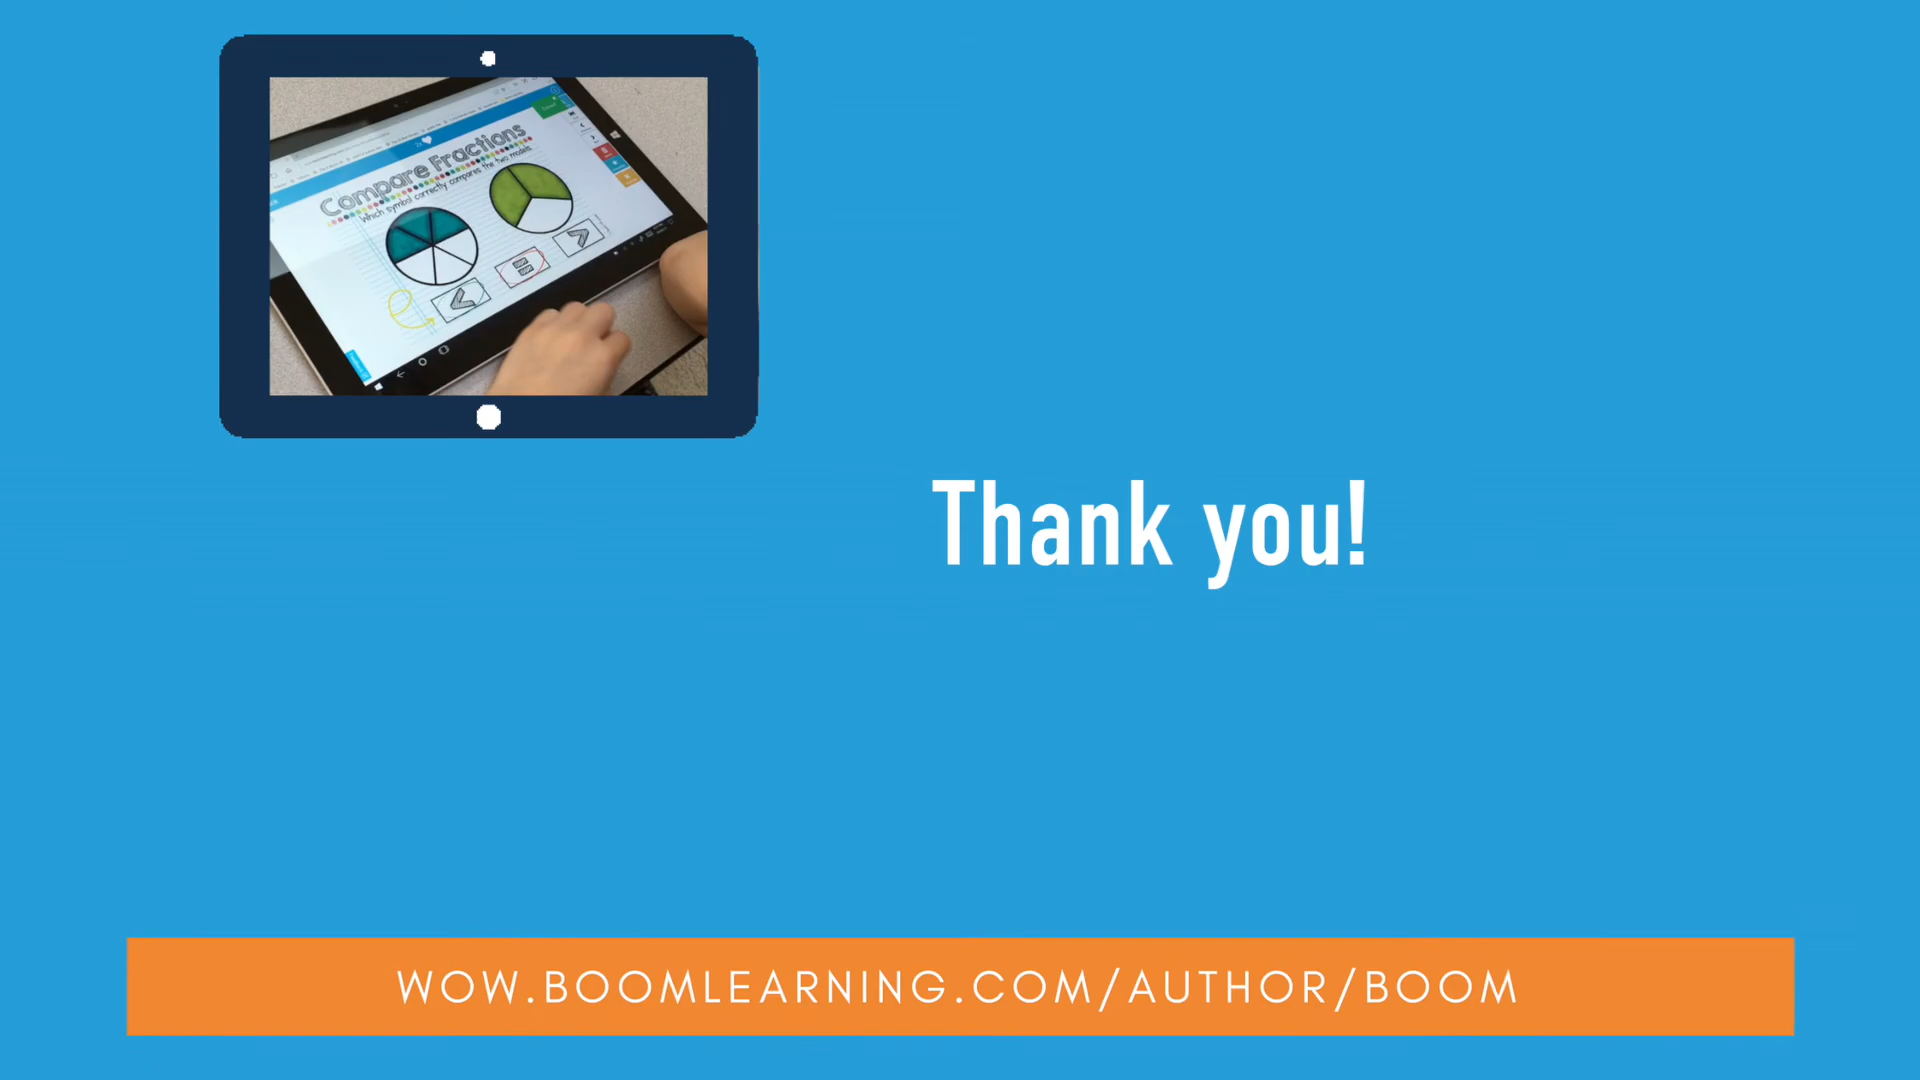 Compare Fractions
Which symbol correctly compares the two models.
Thank you!
WOW.BOOMLEARNING.COM/AUTHOR/BOOM